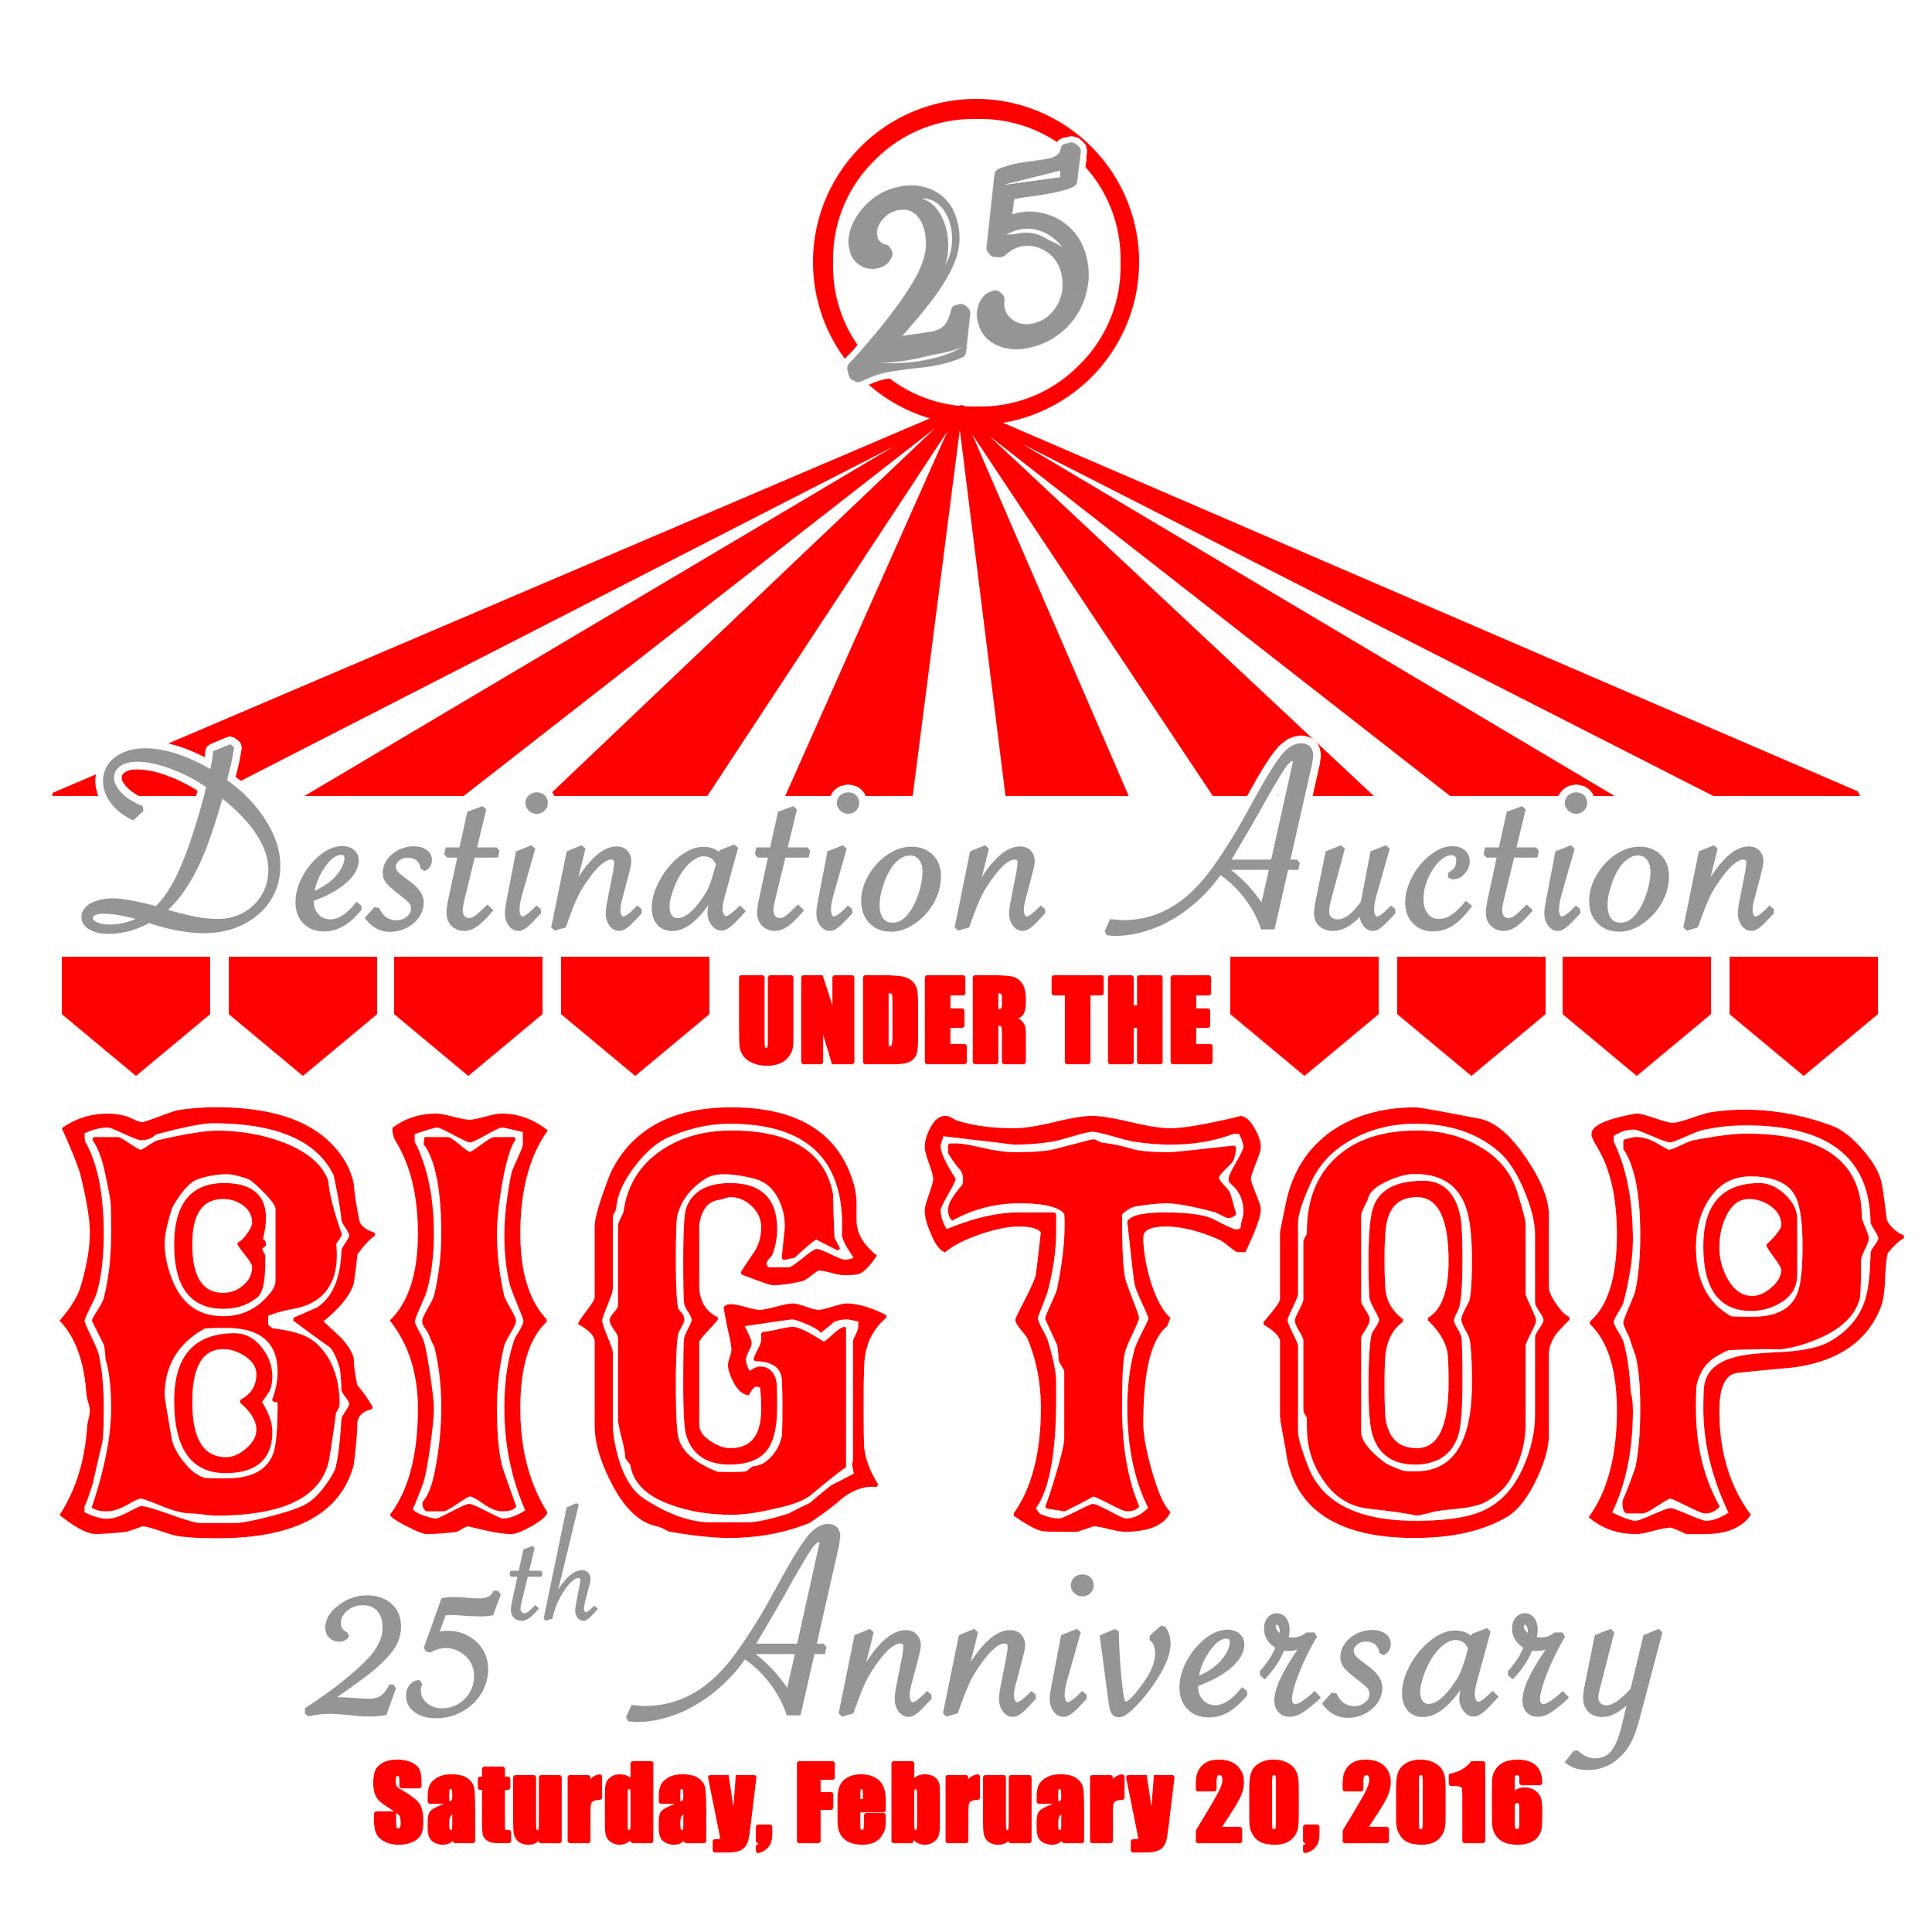 25
Destination Auction
UNDER THE
BIG TOP
25th Anniversary
Saturday, February 20, 2016